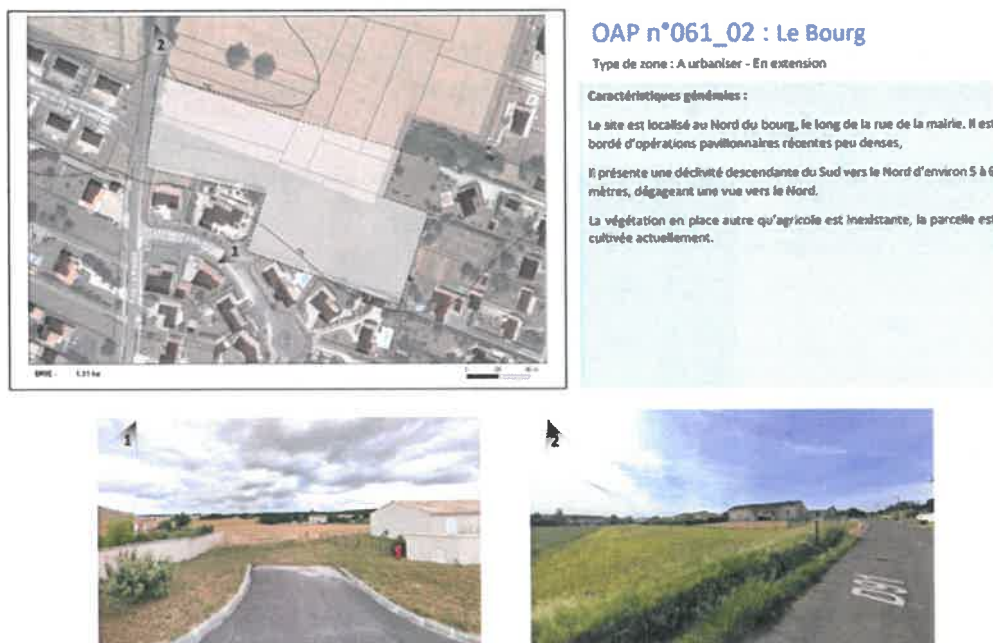 OAP n°061_02 : Le Bourg
Type de zone : A urbaniser - En extension
Caractéristiques générales :
Le site est localisé au Nord du bourg, le long de la rue de la mairie. Il est
bordé d'opérations pavillonnaires récentes peu denses,
Il présente une déclivité descendante du Sud vers le Nord d'environ 5 à 6
mètres, dégageant une vue vers le Nord.
La végétation en place autre qu'agricole est inexistante, la parcelle est
cultivée actuellement.
2
1
1
2
D91